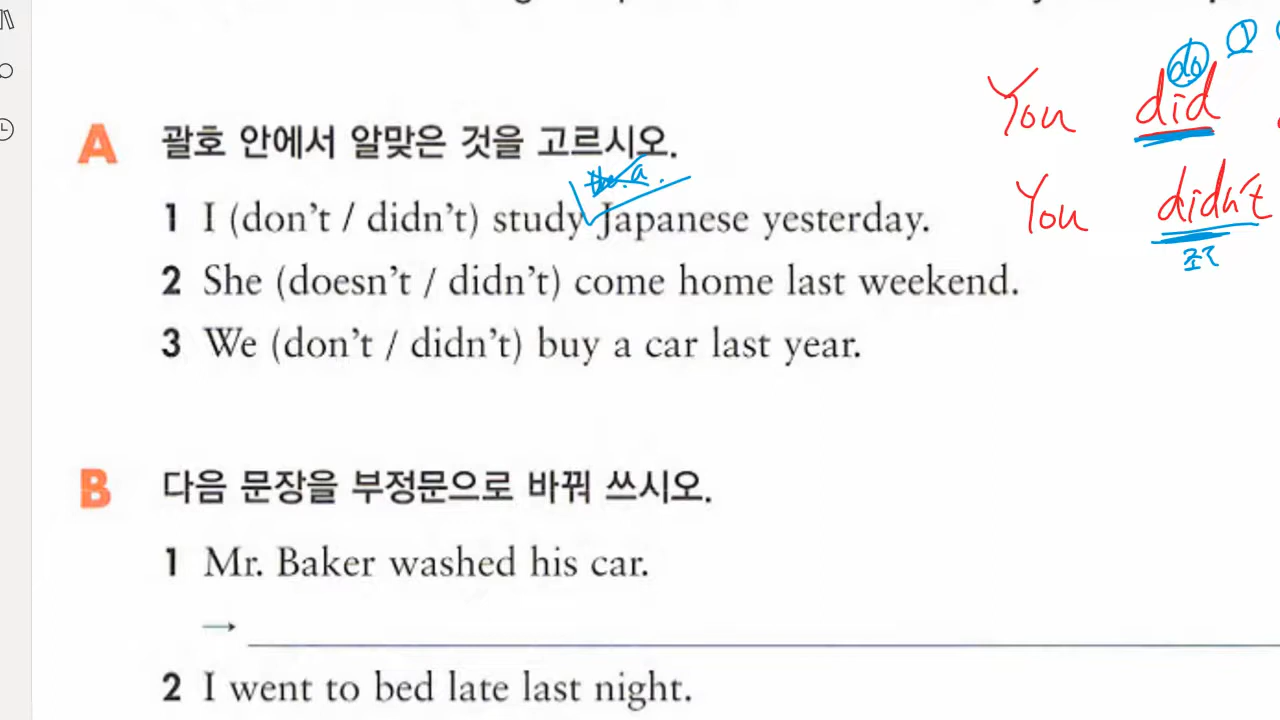 You did
do
A 괄호 안에서 알맞은 것을 고르시오.
the. a.
You didn't
조
1 I (don't / didn't) study Japanese yesterday.
2 She (doesn't / didn't) come home last weekend.
3 We (don't / didn't) buy a car last year.
B 다음 문장을 부정문으로 바꿔 쓰시오.
1 Mr. Baker washed his car.
→
2 I went to bed late last night.